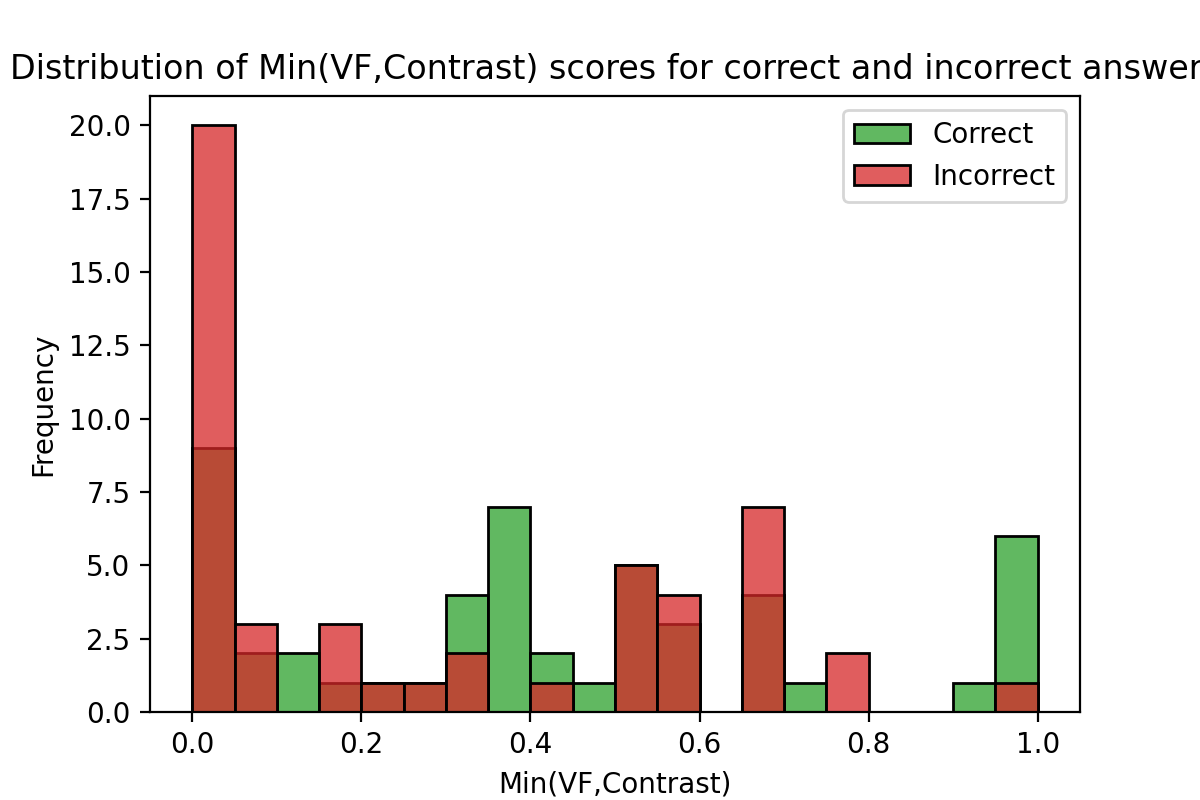 Distribution of Min(VF,Contrast) scores for correct and incorrect answer
Correct
Incorrect
20.0
17.5
15.0
12.5
10.0
7.5
5.0
2.5
0.0
Frequency
0.0 0.2 0.4 0.6 0.8 1.0
Min(VF,Contrast)